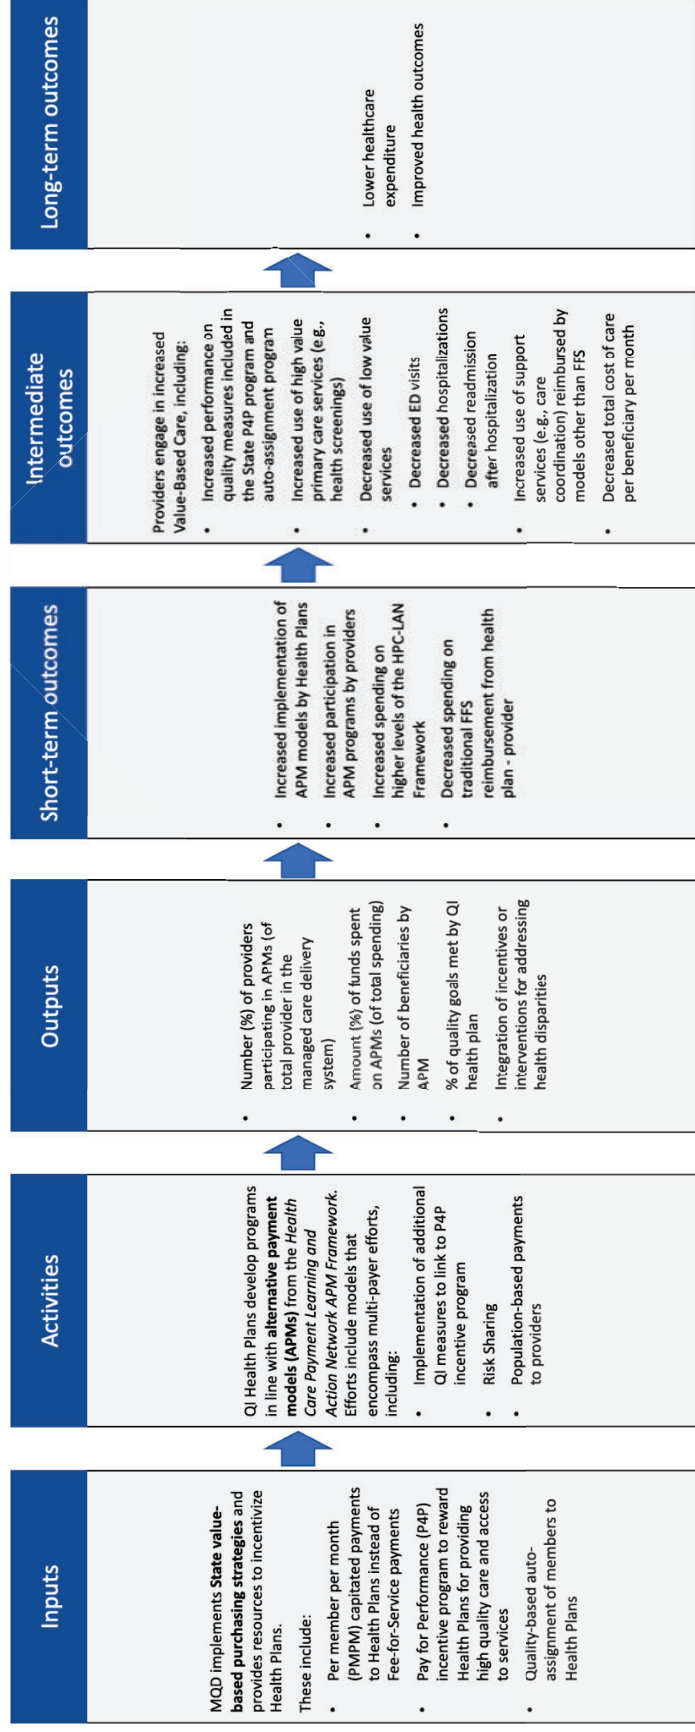 Inputs
MQD implements State value-
based purchasing strategies and
provides resources to incentivize
Health Plans.
These include:
• Per member per month
(PMPM) capitated payments
to Health Plans instead of
Fee-for-Service payments
• Pay for Performance (P4P)
incentive program to reward
Health Plans for providing
high quality care and access
to services
• Quality-based auto-
assignment of members to
Health Plans
Activities
QI Health Plans develop programs
in line with alternative payment
models (APMs) from the Health
Care Payment Learning and
Action Network APM Framework.
Efforts include models that
encompass multi-payer efforts,
including:
• Implementation of additional
QI measures to link to P4P
incentive program
• Risk Sharing
• Population-based payments
to providers
Outputs
• Number (%) of providers
participating in APMs (of
total provider in the
managed care delivery
system)
• Amount (%) of funds spent
on APMs (of total spending)
• Number of beneficiaries by
APM
• % of quality goals met by QI
health plan
• Integration of incentives or
interventions for addressing
health disparities
Short-term outcomes
• Increased implementation of
APM models by Health Plans
• Increased participation in
APM programs by providers
• Increased spending on
higher levels of the HPC-LAN
Framework
• Decreased spending on
traditional FFS
reimbursement from health
plan - provider
Intermediate
outcomes
Providers engage in increased
Value-Based Care, including:
• Increased performance on
quality measures included in
the State P4P program and
auto-assignment program
• Increased use of high value
primary care services (e.g.,
health screenings)
• Decreased use of low value
services
• Decreased ED visits
• Decreased hospitalizations
• Decreased readmission
after hospitalization
• Increased use of support
services (e.g., care
coordination) reimbursed by
models other than FFS
• Decreased total cost of care
per beneficiary per month
Long-term outcomes
• Lower healthcare
expenditure
• Improved health outcomes